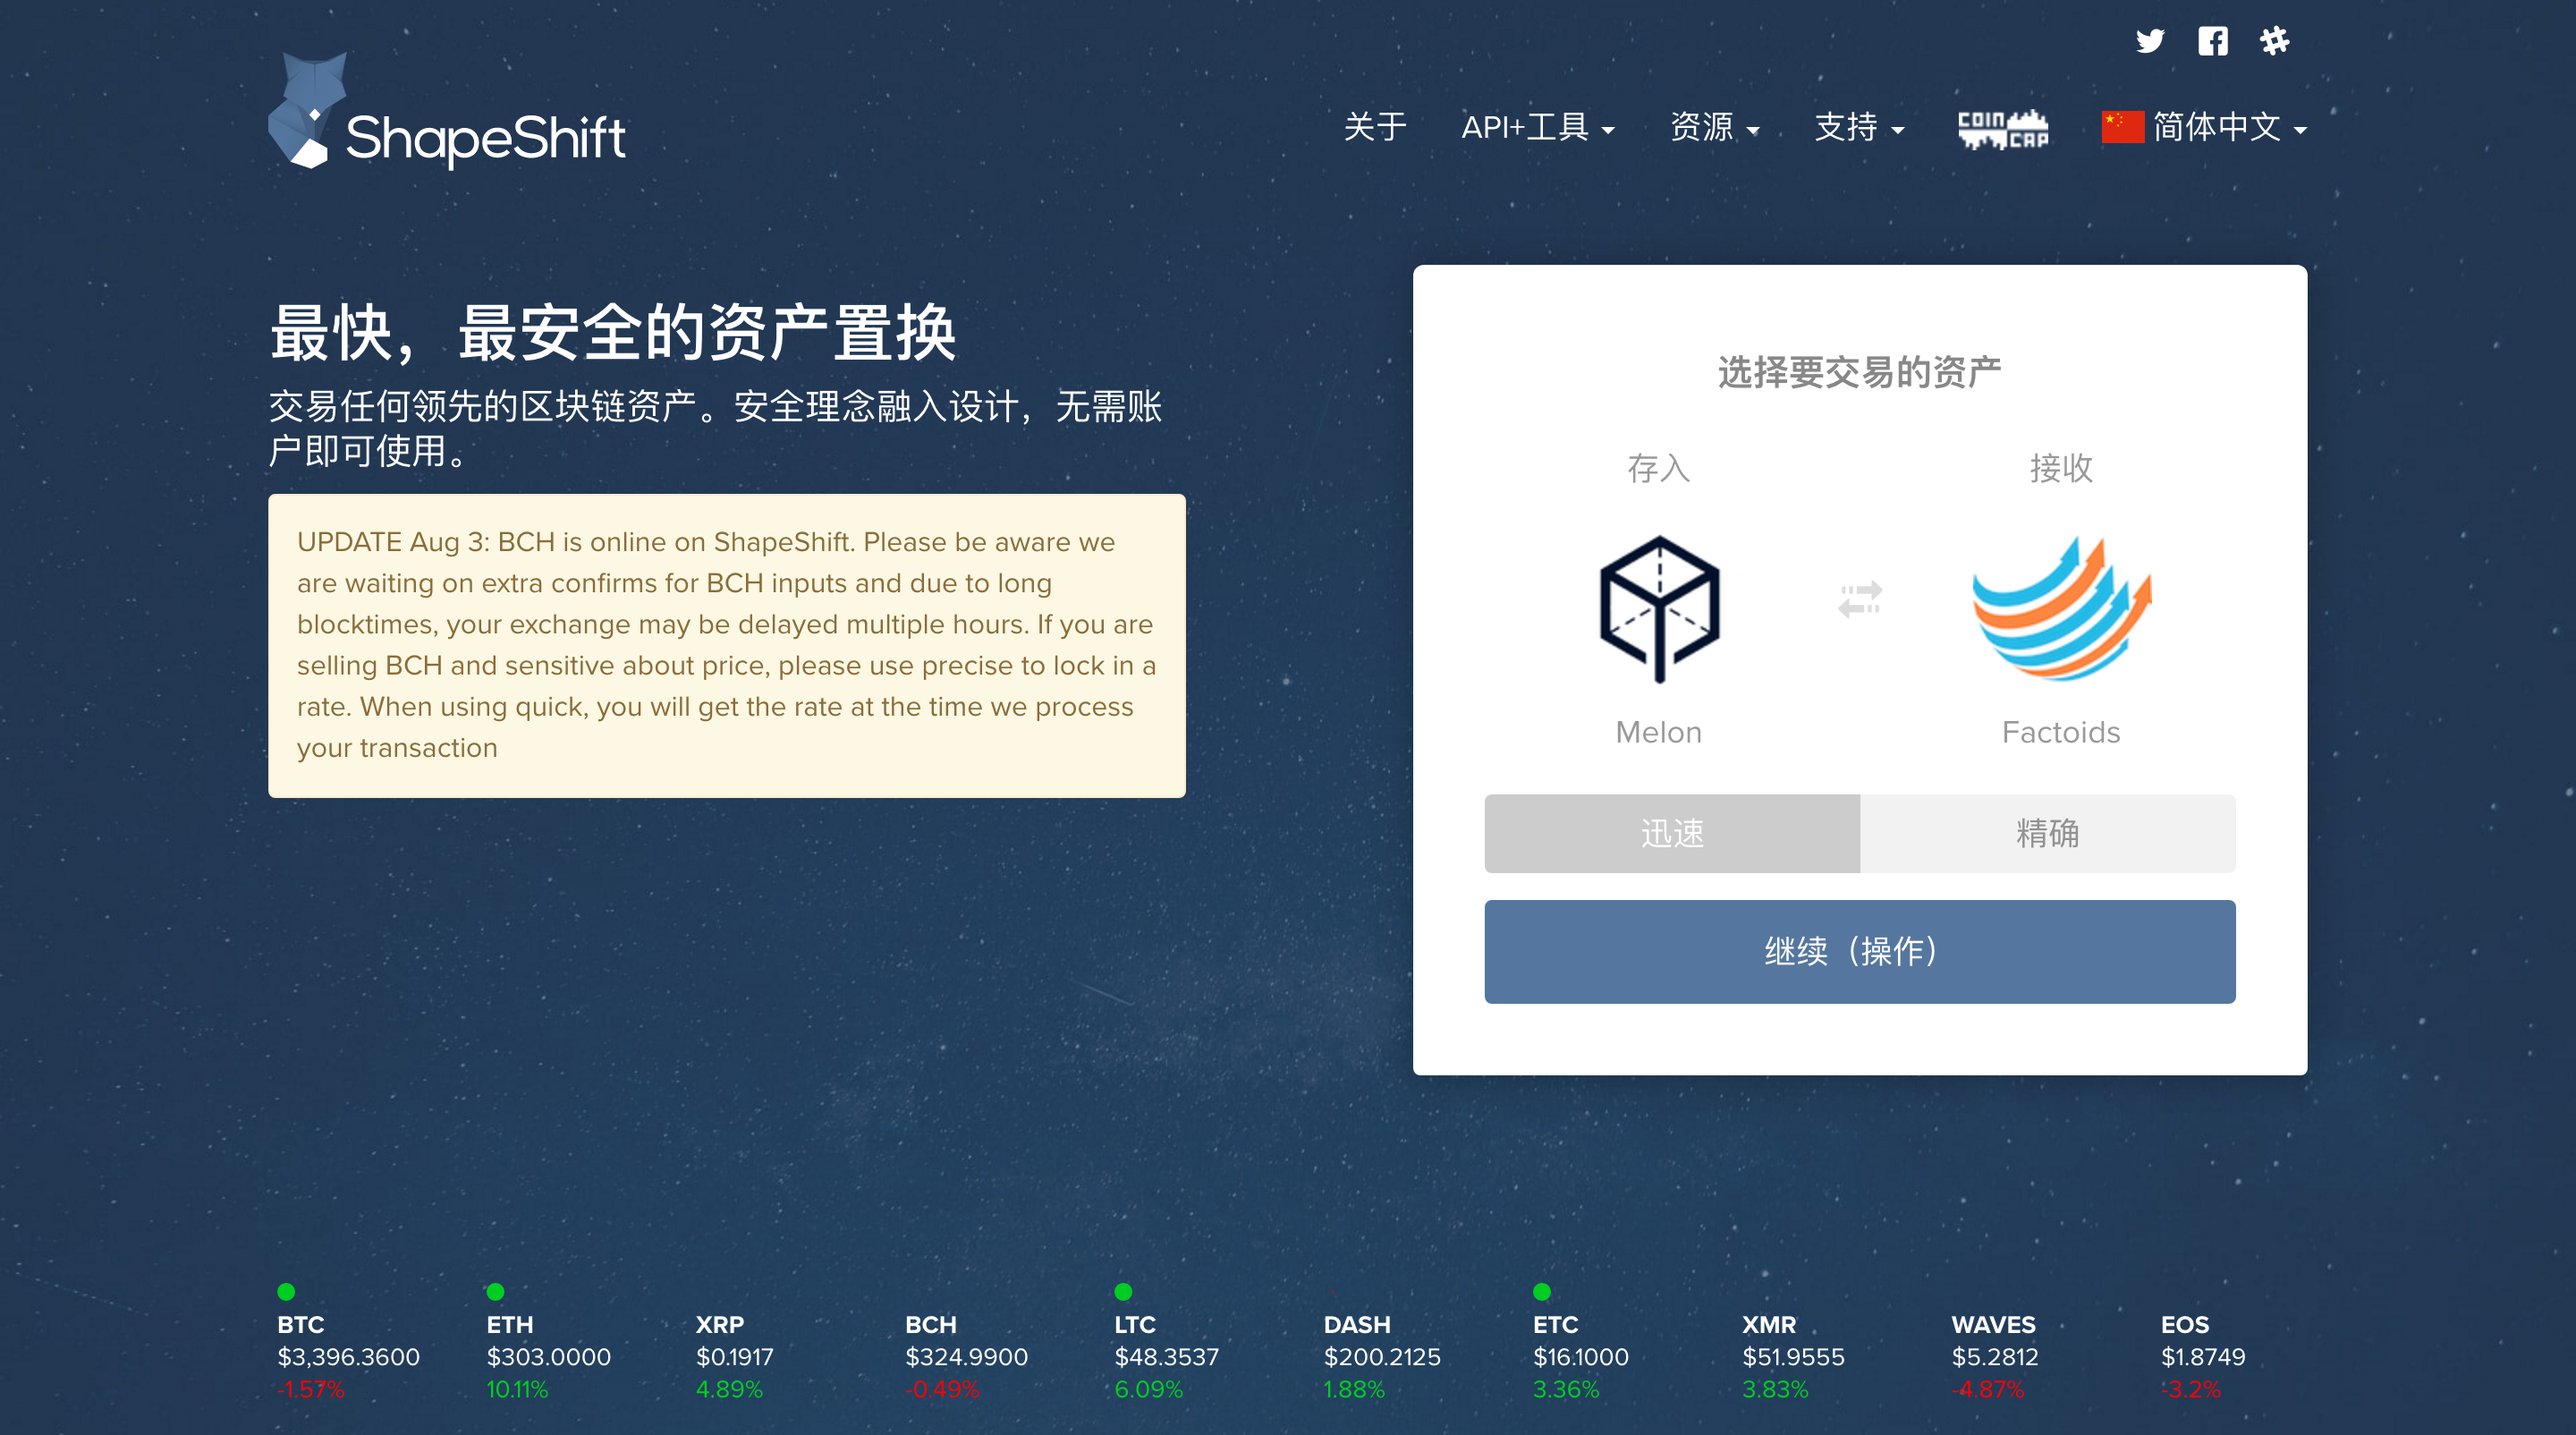 ShapeShift
关于
API+工具
资源
支持
COIN CAP
简体中文
最快，最安全的资产置换
交易任何领先的区块链资产。安全理念融入设计，无需账
户即可使用。
UPDATE Aug 3: BCH is online on ShapeShift. Please be aware we
are waiting on extra confirms for BCH inputs and due to long
blocktimes, your exchange may be delayed multiple hours. If you are
selling BCH and sensitive about price, please use precise to lock in a
rate. When using quick, you will get the rate at the time we process
your transaction
选择要交易的资产
存入
接收
Melon
Factoids
迅速
精确
继续（操作）
BTC
$3,396.3600
-1.57%
ETH
$303.0000
10.11%
XRP
$0.1917
4.89%
BCH
$324.9900
-0.49%
LTC
$48.3537
6.09%
DASH
$200.2125
1.88%
ETC
$16.1000
3.36%
XMR
$51.9555
3.83%
WAVES
$5.2812
-4.87%
EOS
$1.8749
-3.2%